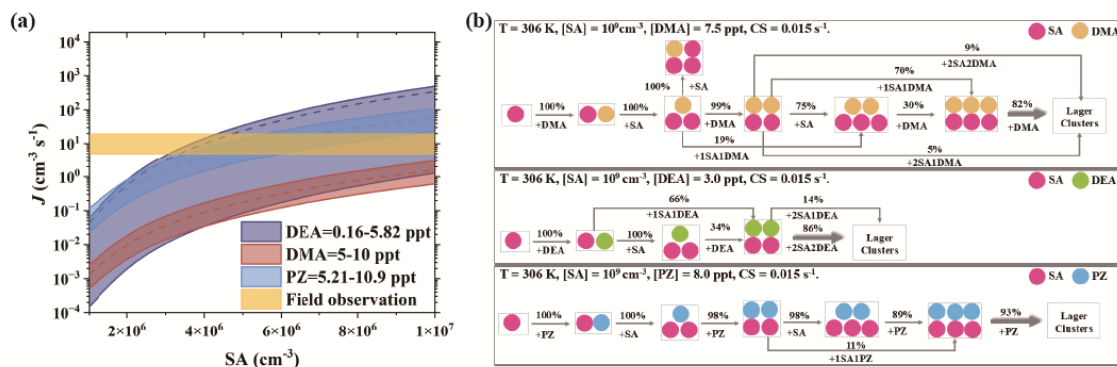 (a)
10⁴
10³
10²
10¹
10⁰
10⁻¹
10⁻²
10⁻³
10⁻⁴
J (cm⁻³ s⁻¹)
DEA=0.16-5.82 ppt
DMA=5-10 ppt
PZ=5.21-10.9 ppt
Field observation
2×10⁶ 4×10⁶ 6×10⁶ 8×10⁶ 1×10⁷
SA (cm⁻³)
(b)
T = 306 K, [SA] = 10⁹cm⁻³, [DMA] = 7.5 ppt, CS = 0.015 s⁻¹.
SA DMA
9%
+2SA2DMA
70%
+1SA1DMA
100% +SA
100% +DMA
100% +SA
99% +DMA
75% +SA
30% +DMA
82% +DMA
Lager Clusters
19%
+1SA1DMA
5%
+2SA1DMA
T = 306 K, [SA] = 10⁹ cm⁻³, [DEA] = 3.0 ppt, CS = 0.015 s⁻¹.
SA DEA
66%
+1SA1DEA
14%
+2SA1DEA
100% +DEA
100% +SA
34% +DEA
86%
+2SA2DEA
Lager Clusters
T = 306 K, [SA] = 10⁹ cm⁻³, [PZ] = 8.0 ppt, CS = 0.015 s⁻¹.
SA PZ
100% +PZ
100% +SA
98% +PZ
98% +SA
89% +PZ
93% +PZ
Lager Clusters
11%
+1SA1PZ